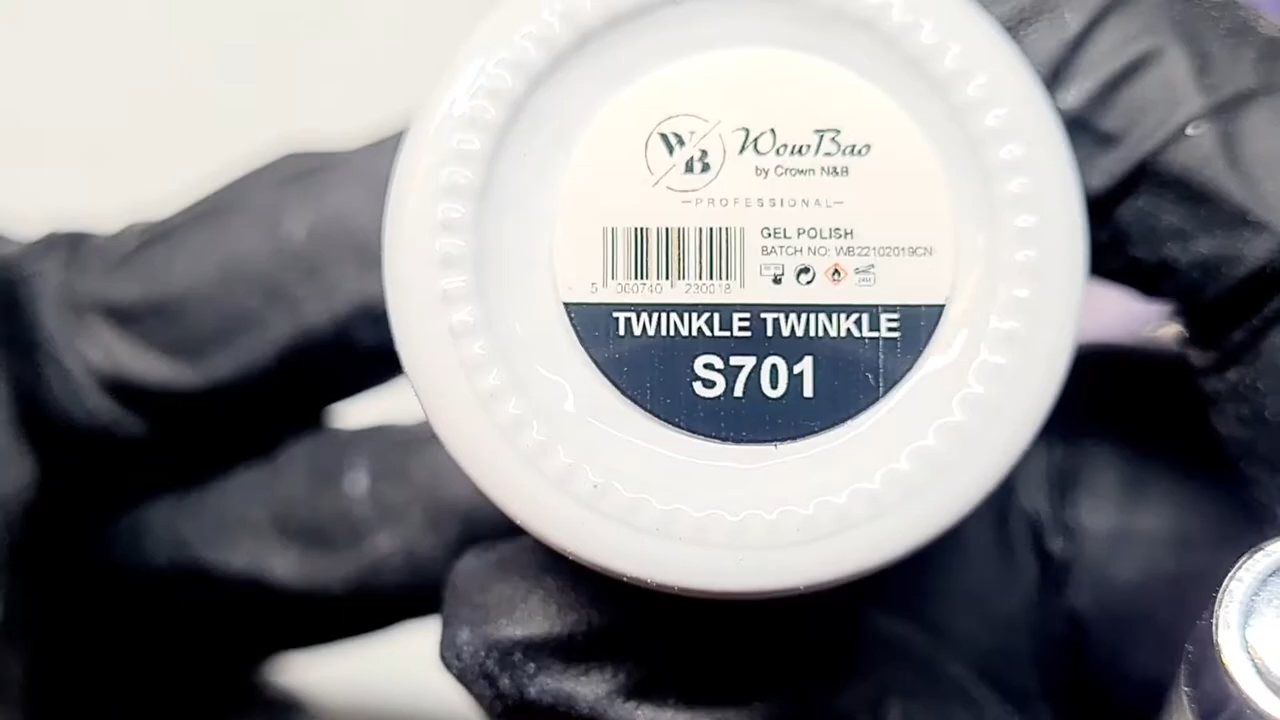 WB WowBao
by Crown N&B
PROFESSIONAL
GEL POLISH
BATCH NO: WB22102019CN
5 060740 230018
TWINKLE TWINKLE
S701